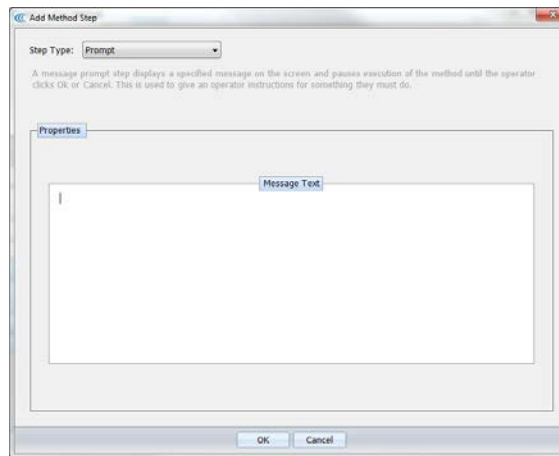 Add Method Step
Step Type: Prompt
A message prompt step displays a specified message on the screen and pauses execution of the method until the operator
clicks Ok or Cancel. This is used to give an operator instructions for something they must do.
Properties
Message Text
OK Cancel